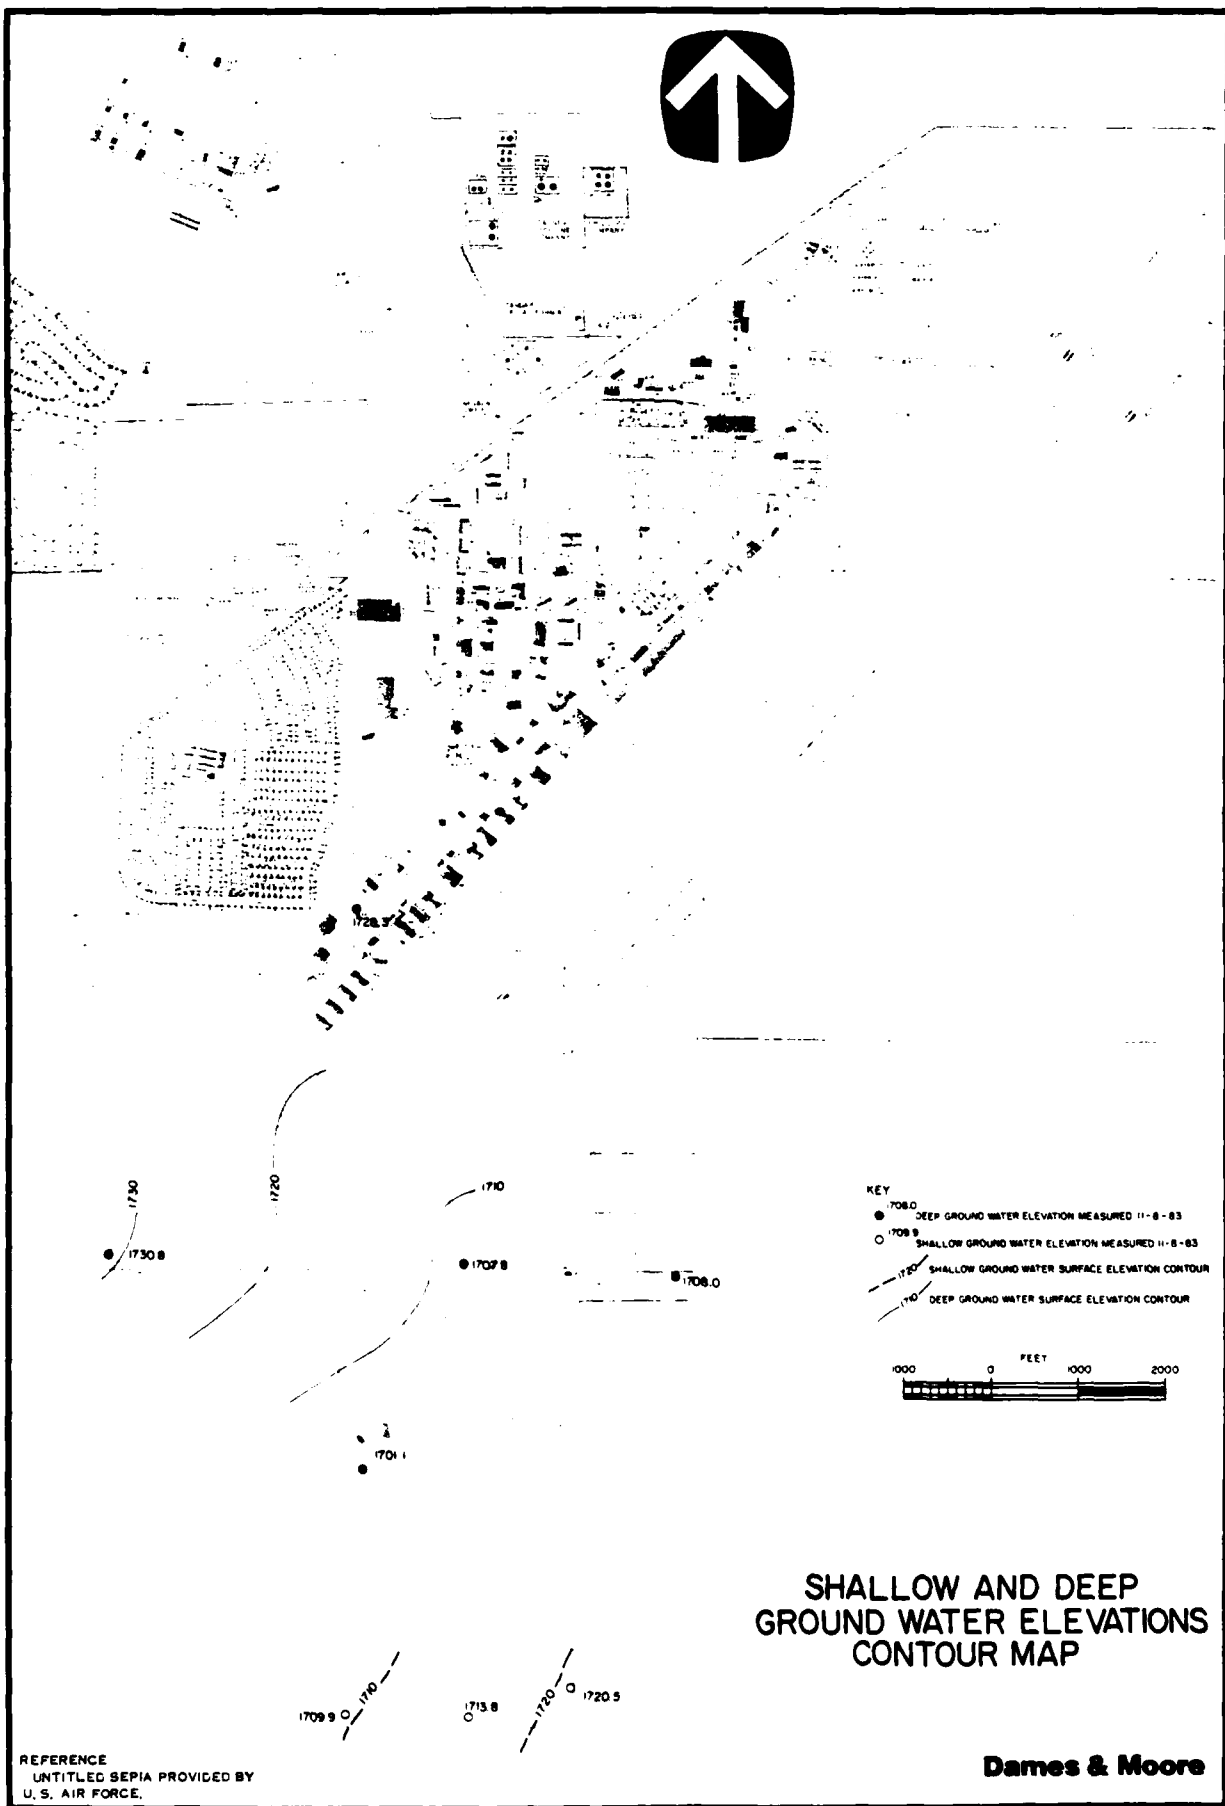 1728.3
1730
1720
1710
1730.8
1707.8
1708.0
1701.1
KEY
1708.0
DEEP GROUND WATER ELEVATION MEASURED 11-8-83
1709.9
SHALLOW GROUND WATER ELEVATION MEASURED 11-8-83
1720 SHALLOW GROUND WATER SURFACE ELEVATION CONTOUR
1710 DEEP GROUND WATER SURFACE ELEVATION CONTOUR
FEET
1000 0 1000 2000
SHALLOW AND DEEP
GROUND WATER ELEVATIONS
CONTOUR MAP
1709.9
1710
1713.8
1720
1720.5
REFERENCE
UNTITLED SEPIA PROVIDED BY
U. S. AIR FORCE.
Dames & Moore